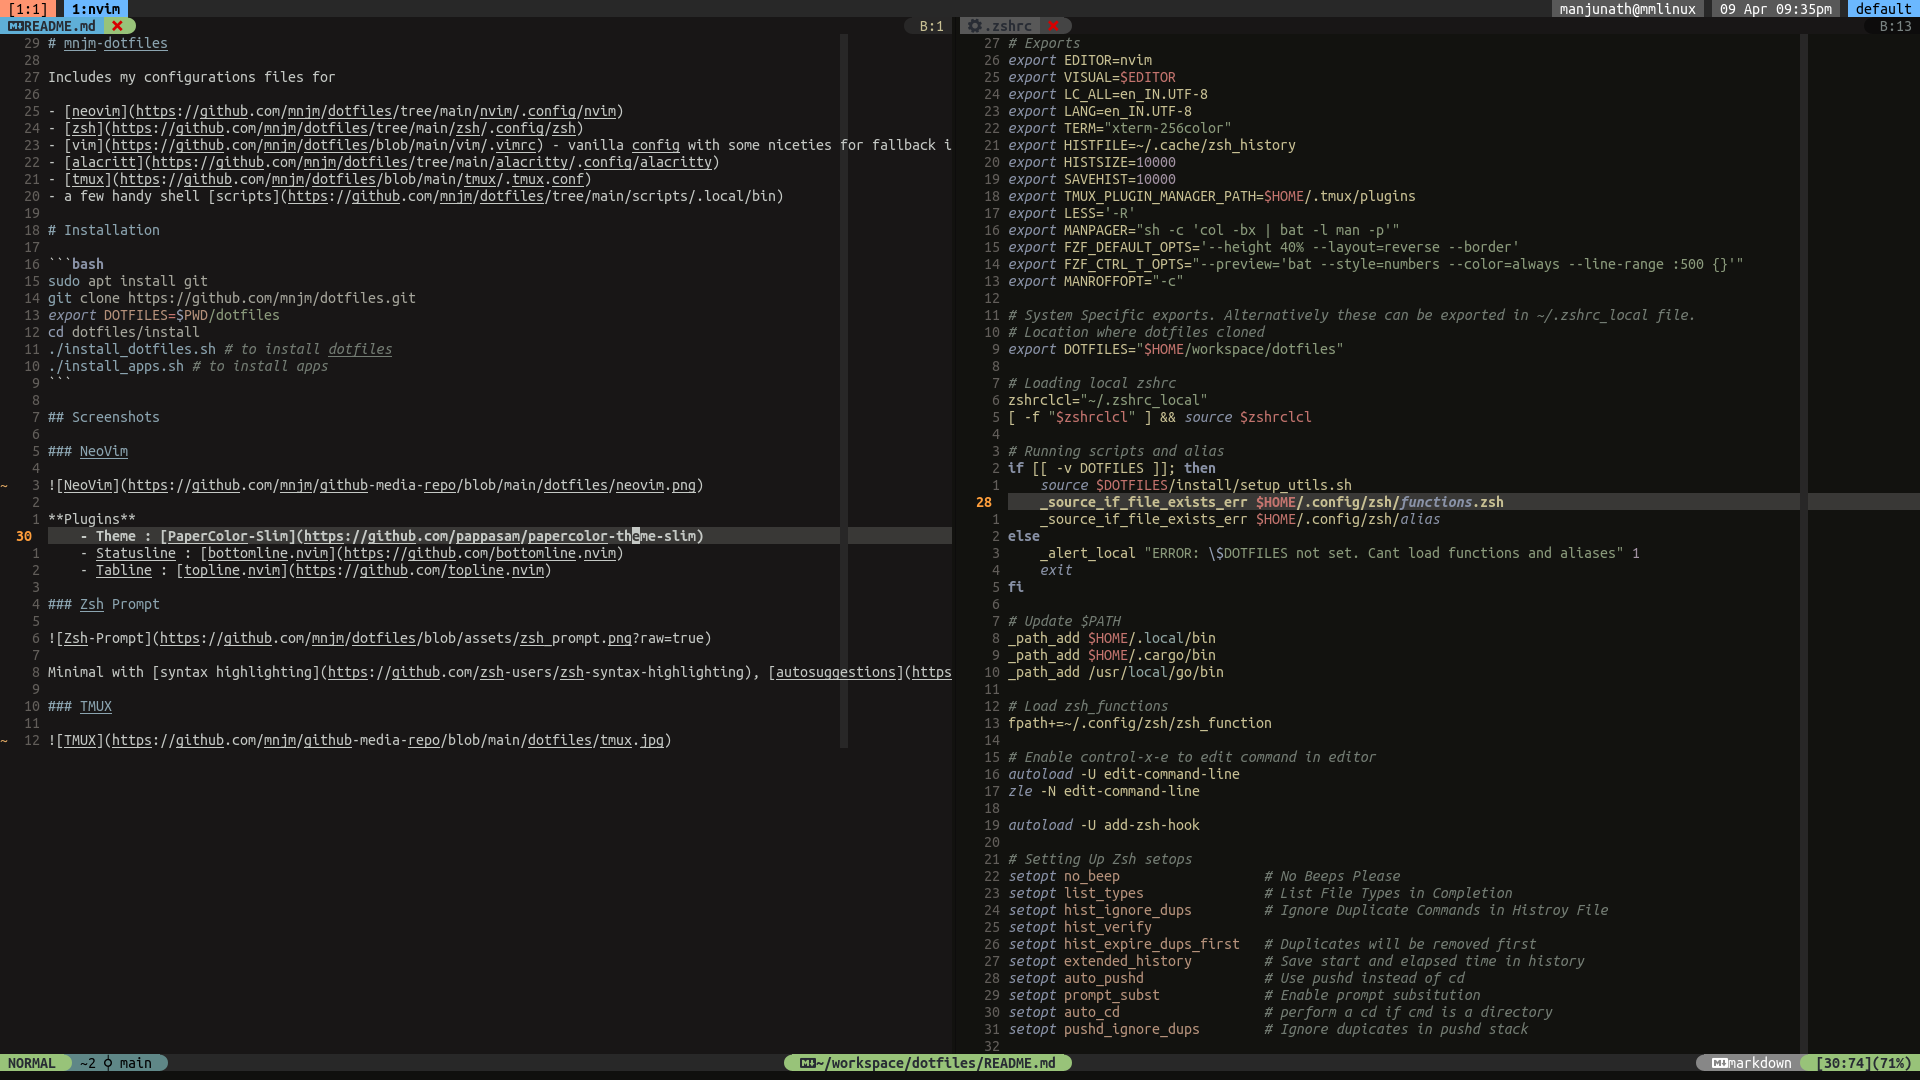 [1:1] 1:nvim manjunath@mmlinux 09 Apr 09:35pm default
README.md ✕ B:1
29 # mnjm-dotfiles
28
27 Includes my configurations files for
26
25 - [neovim](https://github.com/mnjm/dotfiles/tree/main/nvim/.config/nvim)
24 - [zsh](https://github.com/mnjm/dotfiles/tree/main/zsh/.config/zsh)
23 - [vim](https://github.com/mnjm/dotfiles/blob/main/vim/.vimrc) - vanilla config with some niceties for fallback i
22 - [alacritt](https://github.com/mnjm/dotfiles/tree/main/alacritty/.config/alacritty)
21 - [tmux](https://github.com/mnjm/dotfiles/blob/main/tmux/.tmux.conf)
20 - a few handy shell [scripts](https://github.com/mnjm/dotfiles/tree/main/scripts/.local/bin)
19
18 # Installation
17
16 ```bash
15 sudo apt install git
14 git clone https://github.com/mnjm/dotfiles.git
13 export DOTFILES=$PWD/dotfiles
12 cd dotfiles/install
11 ./install_dotfiles.sh # to install dotfiles
10 ./install_apps.sh # to install apps
9 ```
8
7 ## Screenshots
6
5 ### NeoVim
4
~ 3 ![NeoVim](https://github.com/mnjm/github-media-repo/blob/main/dotfiles/neovim.png)
2
1 **Plugins**
30     - Theme : [PaperColor-Slim](https://github.com/pappasam/papercolor-theme-slim)
1     - Statusline : [bottomline.nvim](https://github.com/bottomline.nvim)
2     - Tabline : [topline.nvim](https://github.com/topline.nvim)
3
4 ### Zsh Prompt
5
6 ![Zsh-Prompt](https://github.com/mnjm/dotfiles/blob/assets/zsh_prompt.png?raw=true)
7
8 Minimal with [syntax highlighting](https://github.com/zsh-users/zsh-syntax-highlighting), [autosuggestions](https
9
10 ### TMUX
11
~ 12 ![TMUX](https://github.com/mnjm/github-media-repo/blob/main/dotfiles/tmux.jpg)
.zshrc ✕ B:13
27 # Exports
26 export EDITOR=nvim
25 export VISUAL=$EDITOR
24 export LC_ALL=en_IN.UTF-8
23 export LANG=en_IN.UTF-8
22 export TERM="xterm-256color"
21 export HISTFILE=~/.cache/zsh_history
20 export HISTSIZE=10000
19 export SAVEHIST=10000
18 export TMUX_PLUGIN_MANAGER_PATH=$HOME/.tmux/plugins
17 export LESS='-R'
16 export MANPAGER="sh -c 'col -bx | bat -l man -p'"
15 export FZF_DEFAULT_OPTS='--height 40% --layout=reverse --border'
14 export FZF_CTRL_T_OPTS="--preview='bat --style=numbers --color=always --line-range :500 {}'"
13 export MANROFFOPT="-c"
12
11 # System Specific exports. Alternatively these can be exported in ~/.zshrc_local file.
10 # Location where dotfiles cloned
9 export DOTFILES="$HOME/workspace/dotfiles"
8
7 # Loading local zshrc
6 zshrclcl="~/.zshrc_local"
5 [ -f "$zshrclcl" ] && source $zshrclcl
4
3 # Running scripts and alias
2 if [[ -v DOTFILES ]]; then
1     source $DOTFILES/install/setup_utils.sh
28     _source_if_file_exists_err $HOME/.config/zsh/functions.zsh
1     _source_if_file_exists_err $HOME/.config/zsh/alias
2 else
3     _alert_local "ERROR: \$DOTFILES not set. Cant load functions and aliases" 1
4     exit
5 fi
6
7 # Update $PATH
8 _path_add $HOME/.local/bin
9 _path_add $HOME/.cargo/bin
10 _path_add /usr/local/go/bin
11
12 # Load zsh_functions
13 fpath+=~/.config/zsh/zsh_function
14
15 # Enable control-x-e to edit command in editor
16 autoload -U edit-command-line
17 zle -N edit-command-line
18
19 autoload -U add-zsh-hook
20
21 # Setting Up Zsh setops
22 setopt no_beep # No Beeps Please
23 setopt list_types # List File Types in Completion
24 setopt hist_ignore_dups # Ignore Duplicate Commands in Histroy File
25 setopt hist_verify
26 setopt hist_expire_dups_first # Duplicates will be removed first
27 setopt extended_history # Save start and elapsed time in history
28 setopt auto_pushd # Use pushd instead of cd
29 setopt prompt_subst # Enable prompt subsitution
30 setopt auto_cd # perform a cd if cmd is a directory
31 setopt pushd_ignore_dups # Ignore dupicates in pushd stack
32
NORMAL ~2 main ~/workspace/dotfiles/README.md markdown [30:74](71%)